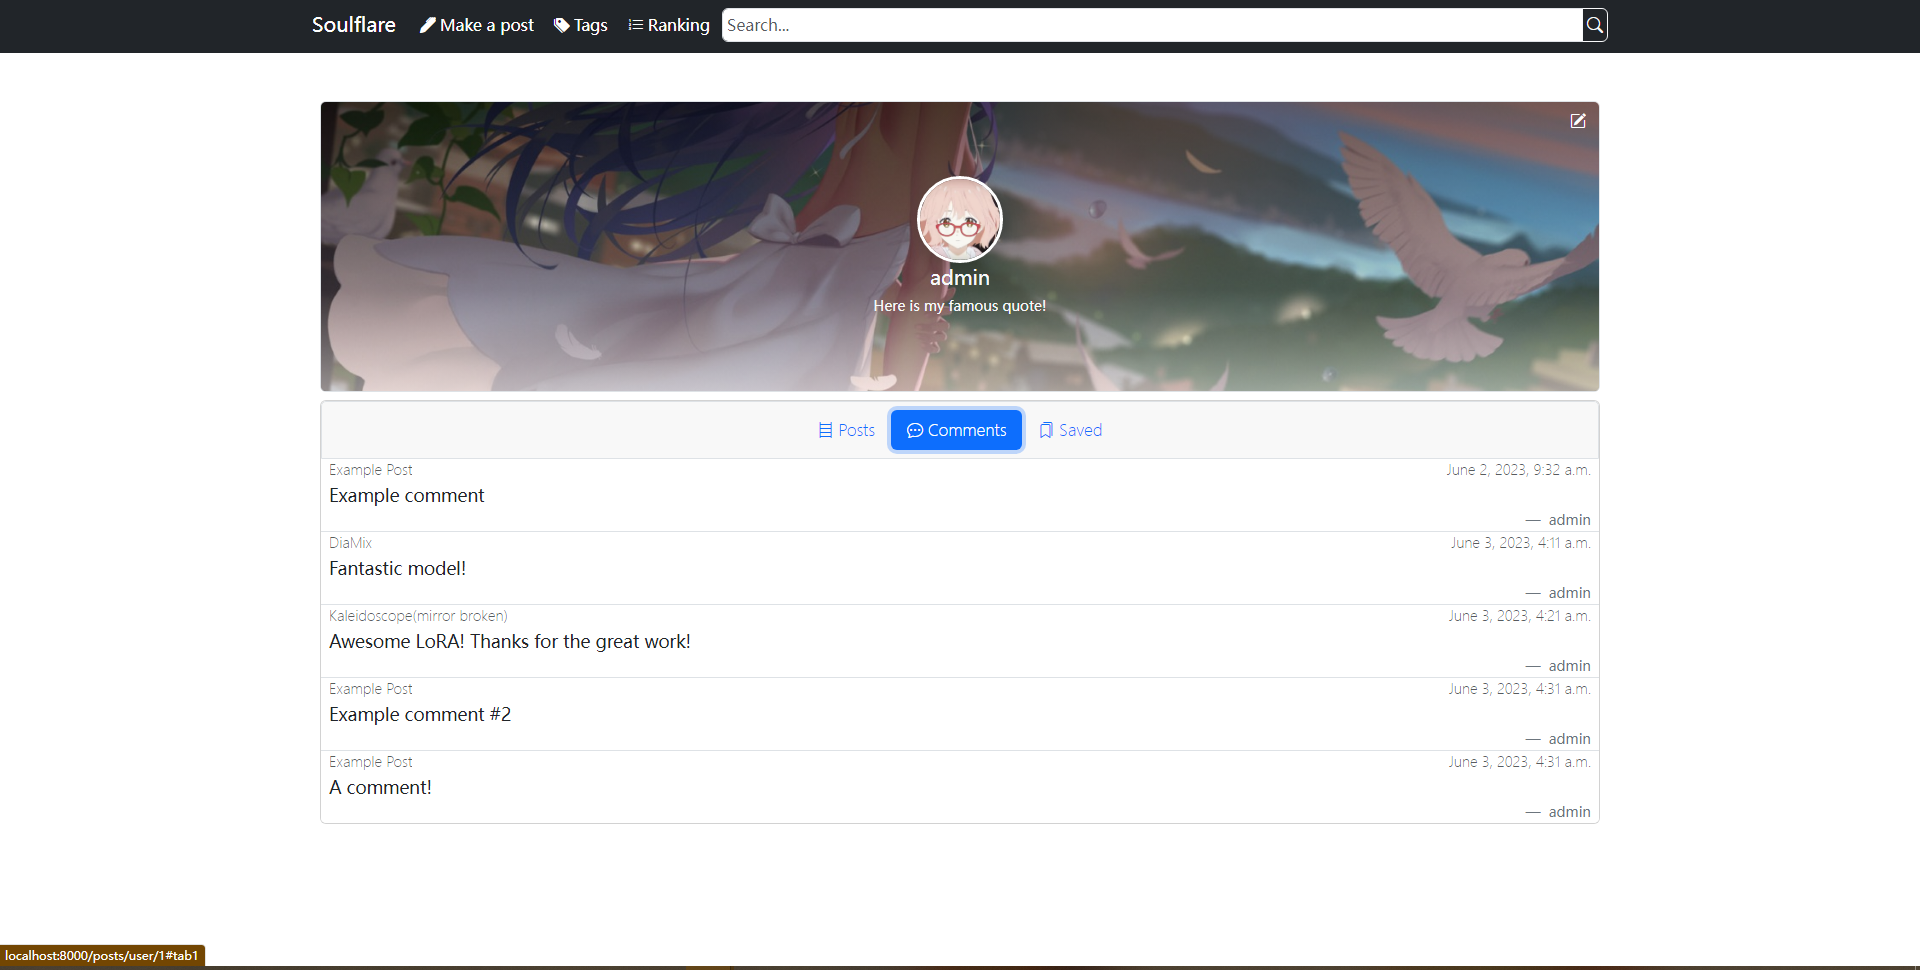 Soulflare Make a post Tags Ranking Search...
admin
Here is my famous quote!
Posts Comments Saved
Example Post June 2, 2023, 9:32 a.m.
Example comment
— admin
DiaMix June 3, 2023, 4:11 a.m.
Fantastic model!
— admin
Kaleidoscope(mirror broken) June 3, 2023, 4:21 a.m.
Awesome LoRA! Thanks for the great work!
— admin
Example Post June 3, 2023, 4:31 a.m.
Example comment #2
— admin
Example Post June 3, 2023, 4:31 a.m.
A comment!
— admin
localhost:8000/posts/user/1#tab1